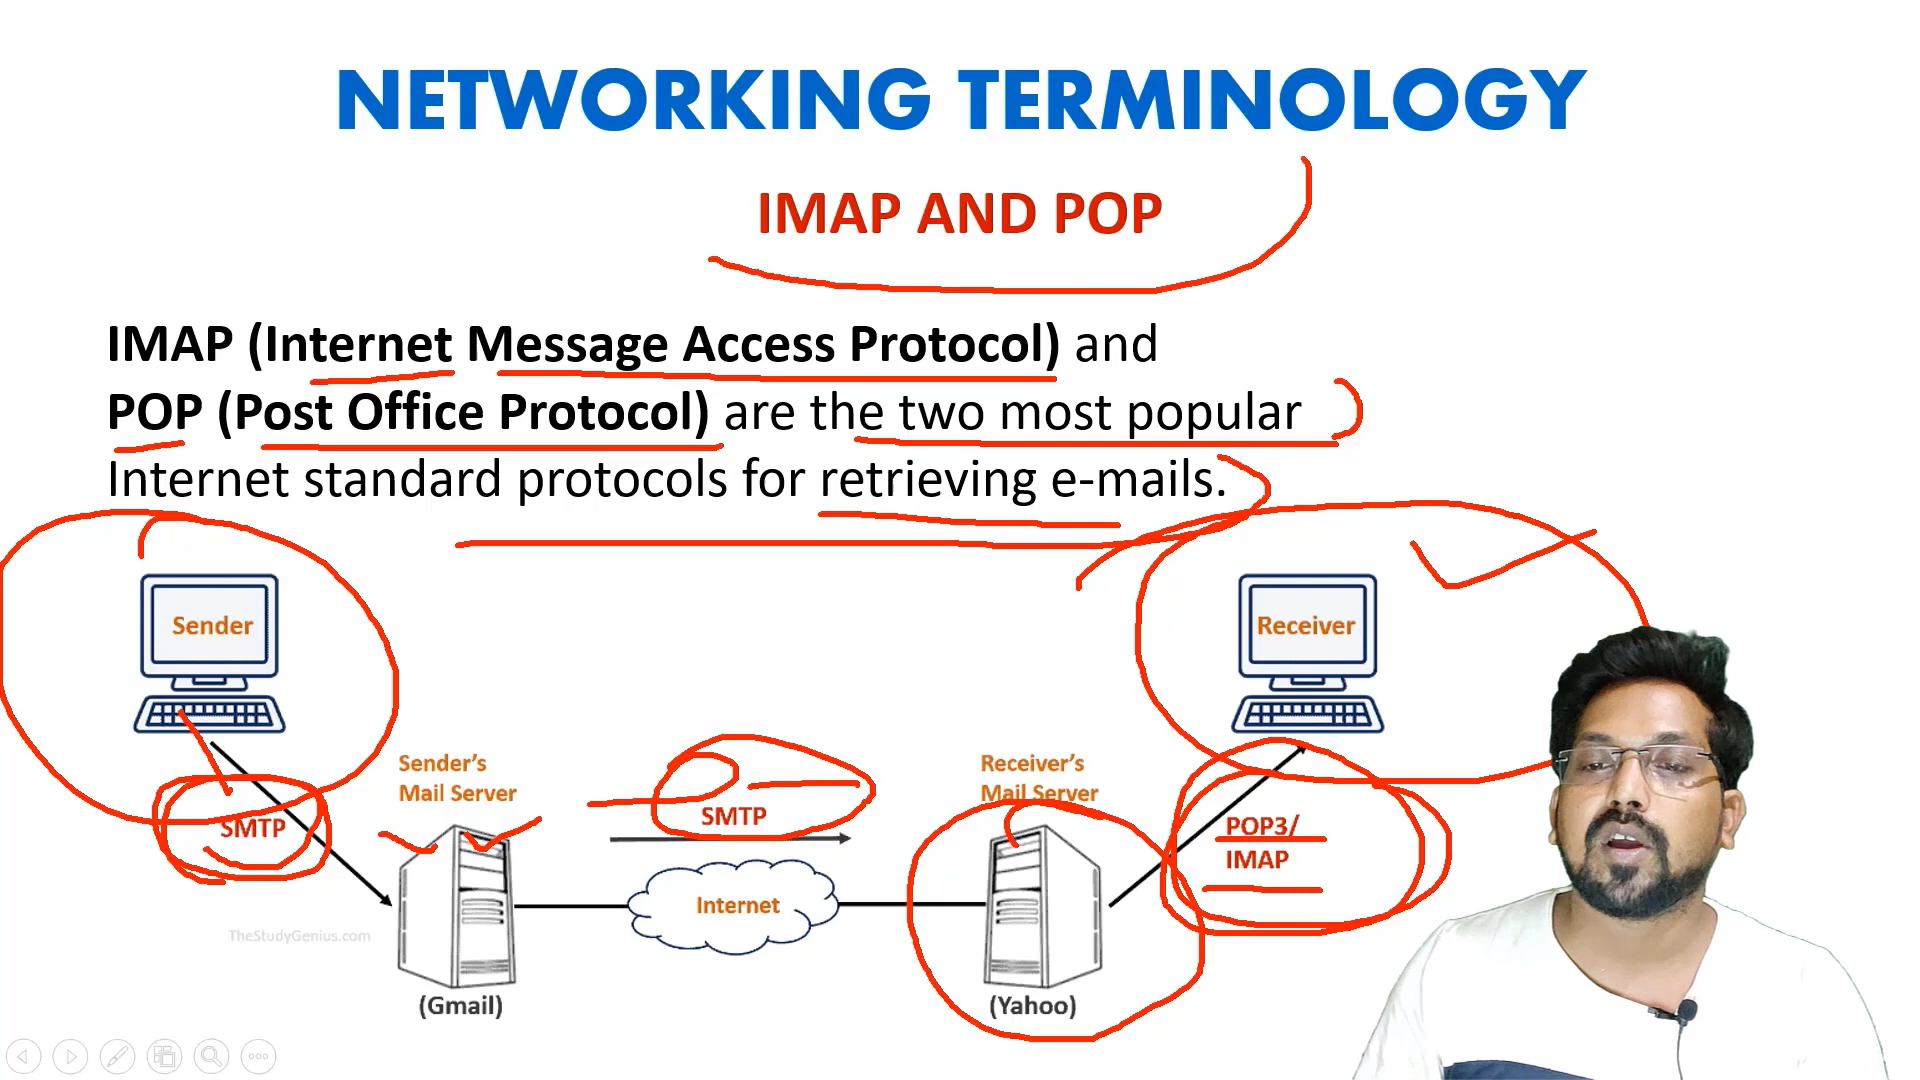 NETWORKING TERMINOLOGY
IMAP AND POP
IMAP (Internet Message Access Protocol) and
POP (Post Office Protocol) are the two most popular
Internet standard protocols for retrieving e-mails.
Sender
Receiver
Sender's
Mail Server
SMTP
SMTP
Receiver's
Mail Server
POP3/
IMAP
Internet
TheStudyGenius.com
(Gmail)
(Yahoo)